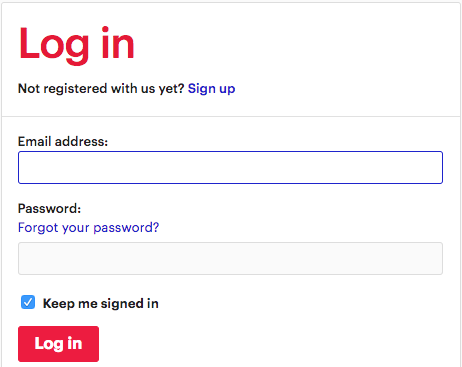 Log in
Not registered with us yet? Sign up
Email address:
Password:
Forgot your password?
Keep me signed in
Log in